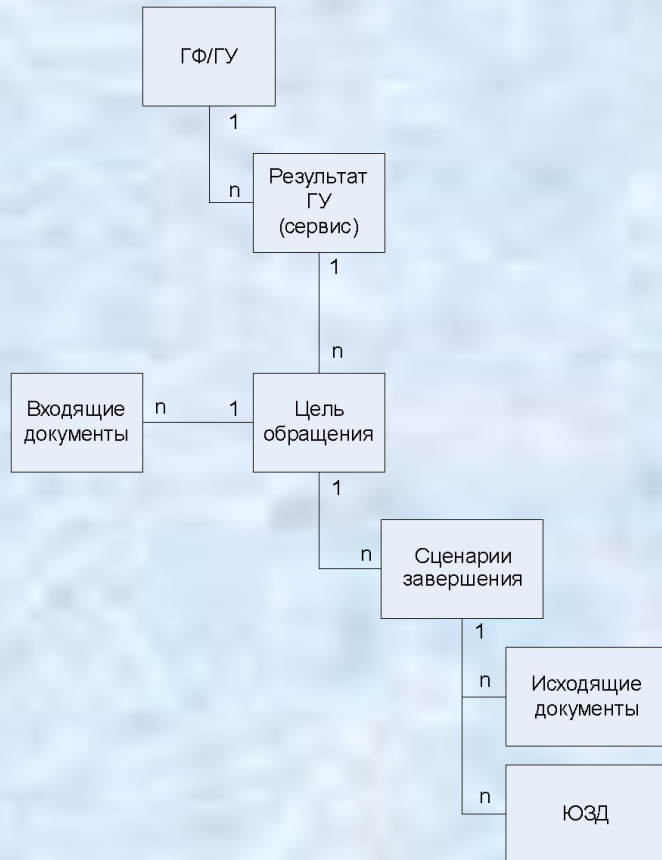 ГФ/ГУ
1
n
Результат
ГУ
(сервис)
1
n
Входящие
документы
n
1
Цель
обращения
1
n
Сценарии
завершения
1
n
Исходящие
документы
n
ЮЗД